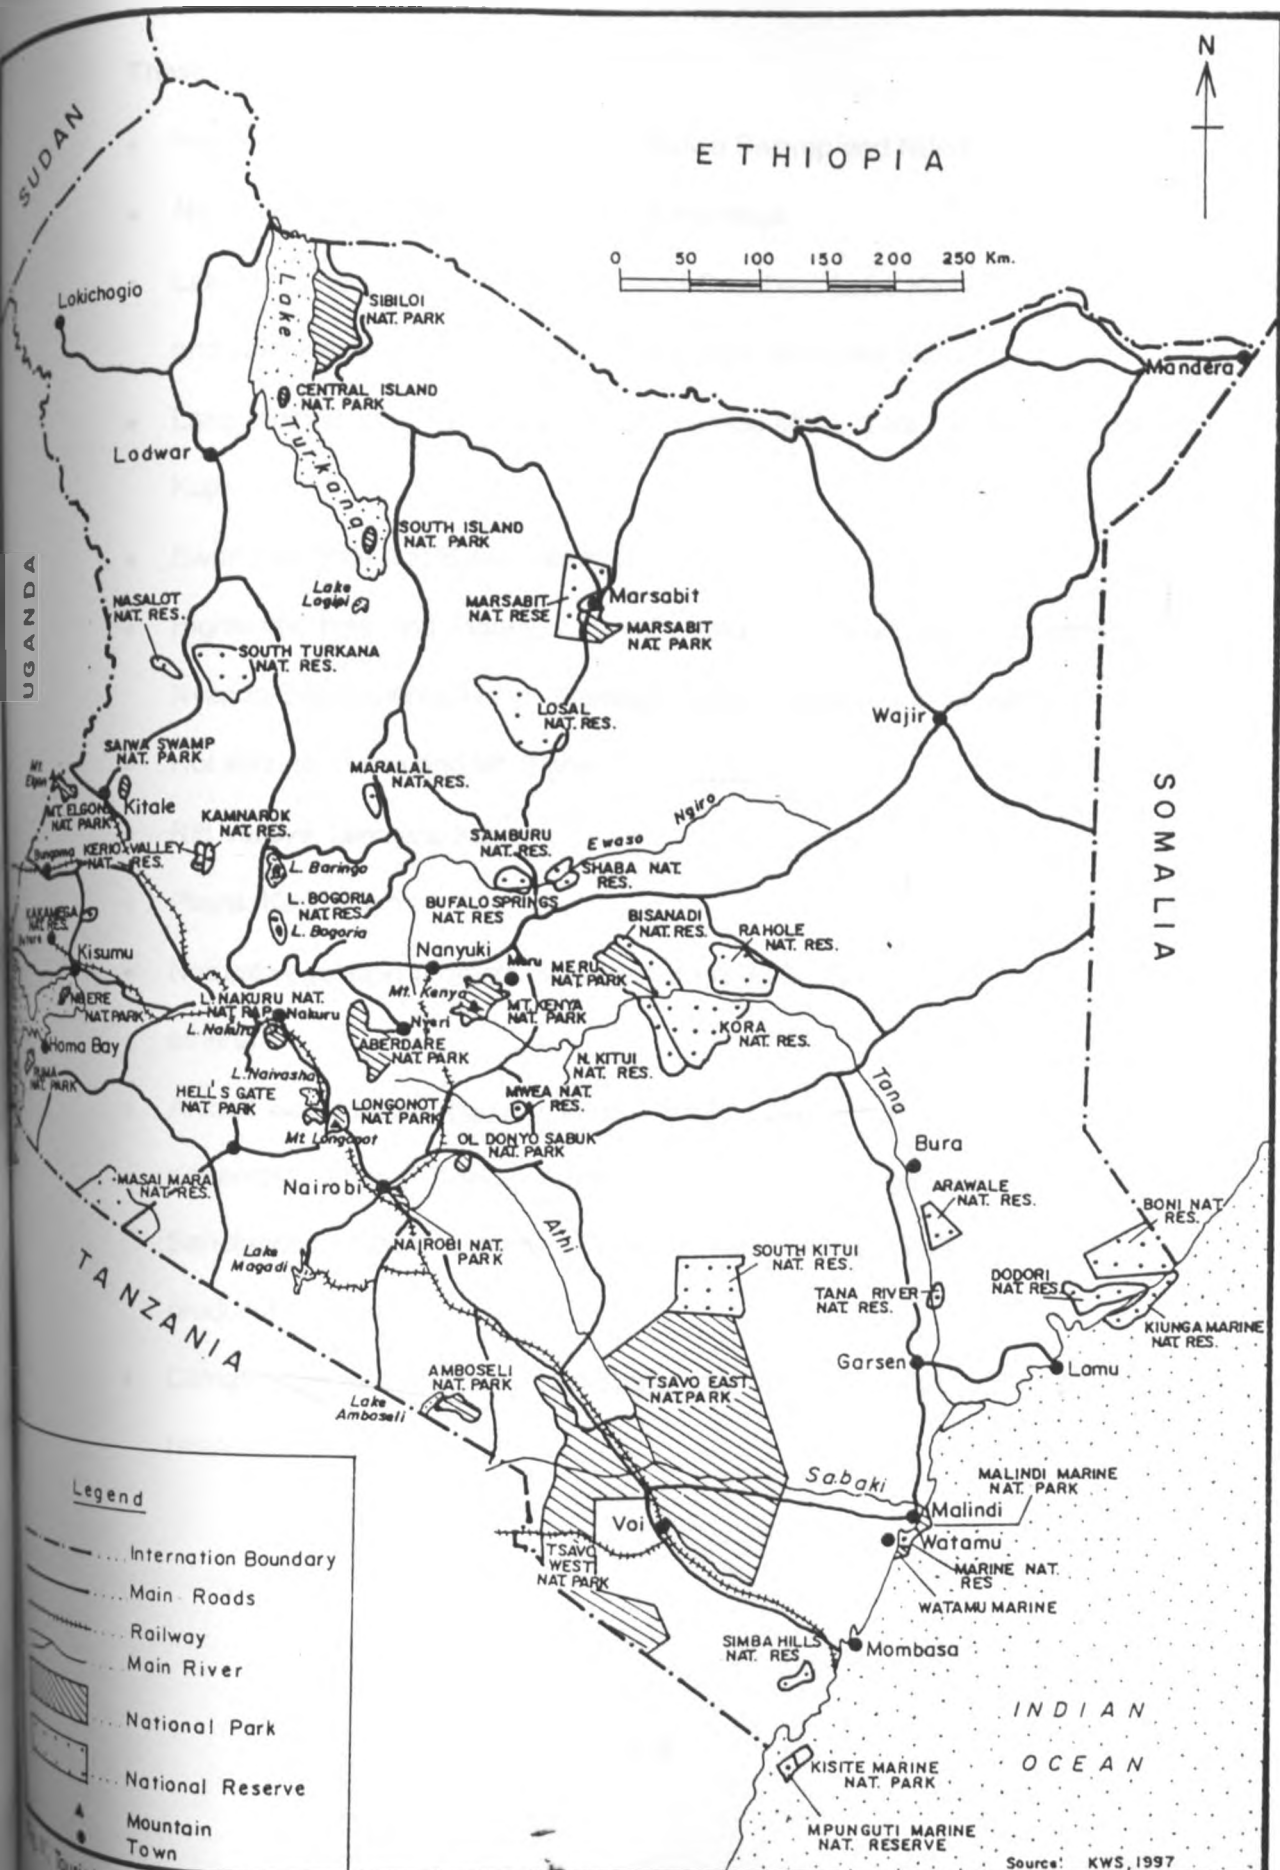 N
SUDAN
ETHIOPIA
0 50 100 150 200 250 Km.
Lokichogio
Lake Turkana
SIBILOI
NAT. PARK
Mandera
CENTRAL ISLAND
NAT. PARK
Lodwar
SOUTH ISLAND
NAT. PARK
UGANDA
Lake
Logipi
NASALOT
NAT. RES.
MARSABIT
NAT. RESE
Marsabit
MARSABIT
NAT. PARK
SOUTH TURKANA
NAT. RES.
LOSAL
NAT. RES.
Wajir
SAIWA SWAMP
NAT. PARK
Mt.
Elgon
MARALAL
NAT. RES.
SOMALIA
MT. ELGON
NAT. PARK
Kitale
KAMNAROK
NAT. RES.
Ewaso Ngiro
SAMBURU
NAT. RES.
Bungoma
KERIO VALLEY
NAT. RES.
L. Baringo
SHABA NAT.
RES.
L. BOGORIA
NAT. RES.
L. Bogoria
BUFALO SPRINGS
NAT. RES
BISANADI
NAT. RES.
RAHOLE
NAT. RES.
KAKAMEGA
NAT. RES.
Kisumu
Nanyuki
Meru
MERU
NAT. PARK
Mt. Kenya
MT. KENYA
NAT. PARK
NDERE
NAT. PARK
L. NAKURU NAT.
Nakuru
L. Nakuru
Nyeri
KORA
NAT. RES.
Homa Bay
ABERDARE
NAT. PARK
N. KITUI
NAT. RES.
RUMA
NAT. PARK
L. Naivasha
HELL'S GATE
NAT. PARK
LONGONOT
NAT. PARK
MWEA NAT.
RES.
Tana
Mt. Longonot
OL DONYO SABUK
NAT. PARK
Bura
MASAI MARA
NAT. RES.
Nairobi
ARAWALE
NAT. RES.
BONI NAT
RES.
Athi
NAIROBI NAT.
PARK
Lake
Magadi
SOUTH KITUI
NAT. RES.
DODORI
NAT. RES.
TANA RIVER
NAT. RES.
KIUNGA MARINE
NAT. RES.
TANZANIA
Garsen
Lamu
AMBOSELI
NAT. PARK
TSAVO EAST
NAT. PARK
Lake
Amboseli
Sabaki
MALINDI MARINE
NAT. PARK
Malindi
Voi
Watamu
TSAVO
WEST
NAT. PARK
MARINE NAT.
RES
WATAMU MARINE
SIMBA HILLS
NAT. RES
Mombasa
INDIAN
OCEAN
KISITE MARINE
NAT. PARK
MPUNGUTI MARINE
NAT. RESERVE
Source: KWS, 1997
Legend
Internation Boundary
Main Roads
Railway
Main River
National Park
National Reserve
Mountain
Town